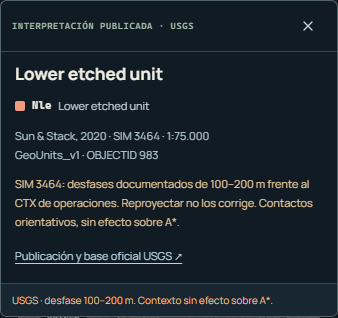 INTERPRETACIÓN PUBLICADA · USGS
Lower etched unit
Nle Lower etched unit
Sun & Stack, 2020 · SIM 3464 · 1:75.000
GeoUnits_v1 · OBJECTID 983
SIM 3464: desfases documentados de 100–200 m frente al
CTX de operaciones. Reproyectar no los corrige. Contactos
orientativos, sin efecto sobre A*.
Publicación y base oficial USGS ↗
USGS · desfase 100–200 m. Contexto sin efecto sobre A*.